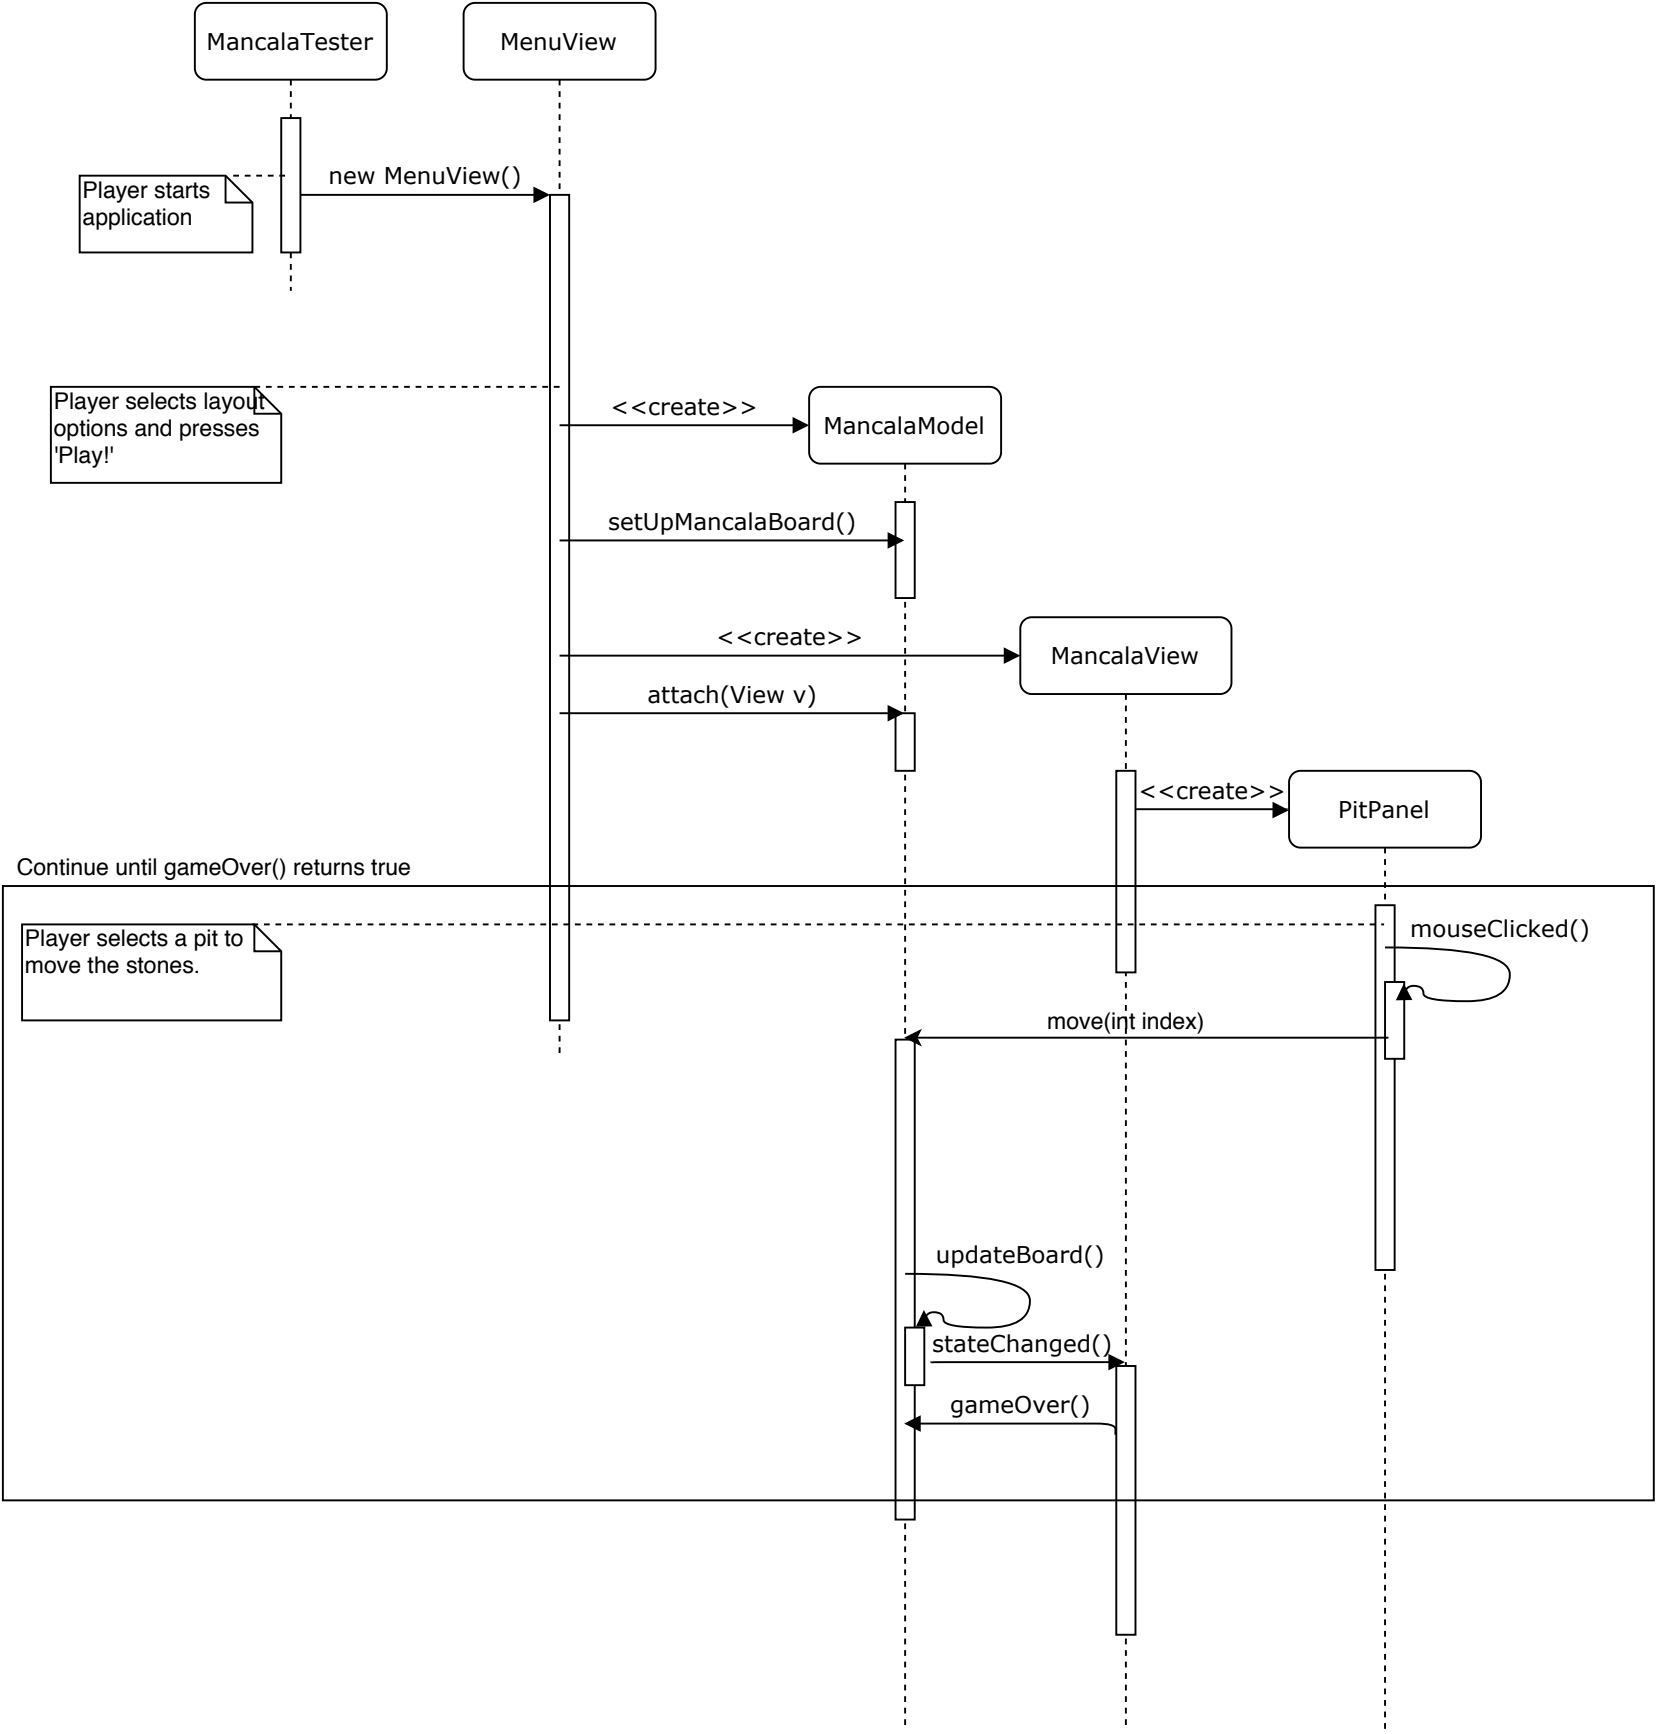 MancalaTester
MenuView
new MenuView()
Player starts
application
Player selects layout
options and presses
'Play!'
<<create>>
MancalaModel
setUpMancalaBoard()
<<create>>
MancalaView
attach(View v)
<<create>>
PitPanel
Continue until gameOver() returns true
Player selects a pit to
move the stones.
mouseClicked()
move(int index)
updateBoard()
stateChanged()
gameOver()